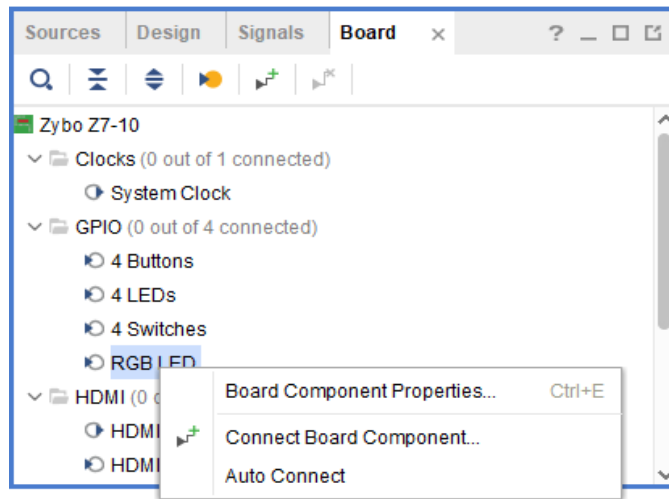 Sources Design Signals Board
Zybo Z7-10
Clocks (0 out of 1 connected)
System Clock
GPIO (0 out of 4 connected)
4 Buttons
4 LEDs
4 Switches
RGB LED
Board Component Properties... Ctrl+E
HDMI (0
HDMI
Connect Board Component...
HDMI
Auto Connect